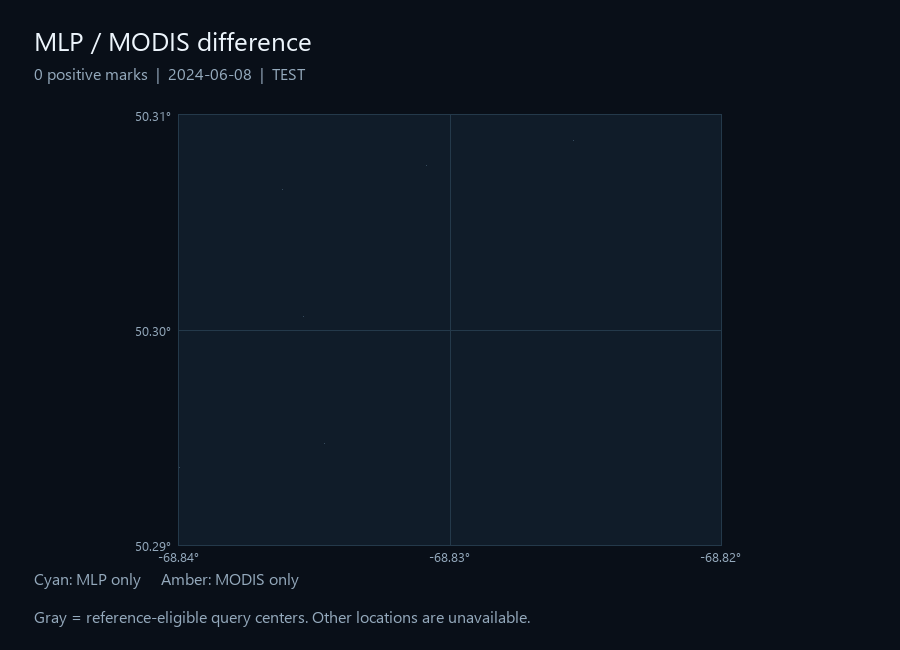 MLP / MODIS difference
0 positive marks | 2024-06-08 | TEST
50.31°
50.30°
50.29°
-68.84° -68.83° -68.82°
Cyan: MLP only Amber: MODIS only
Gray = reference-eligible query centers. Other locations are unavailable.